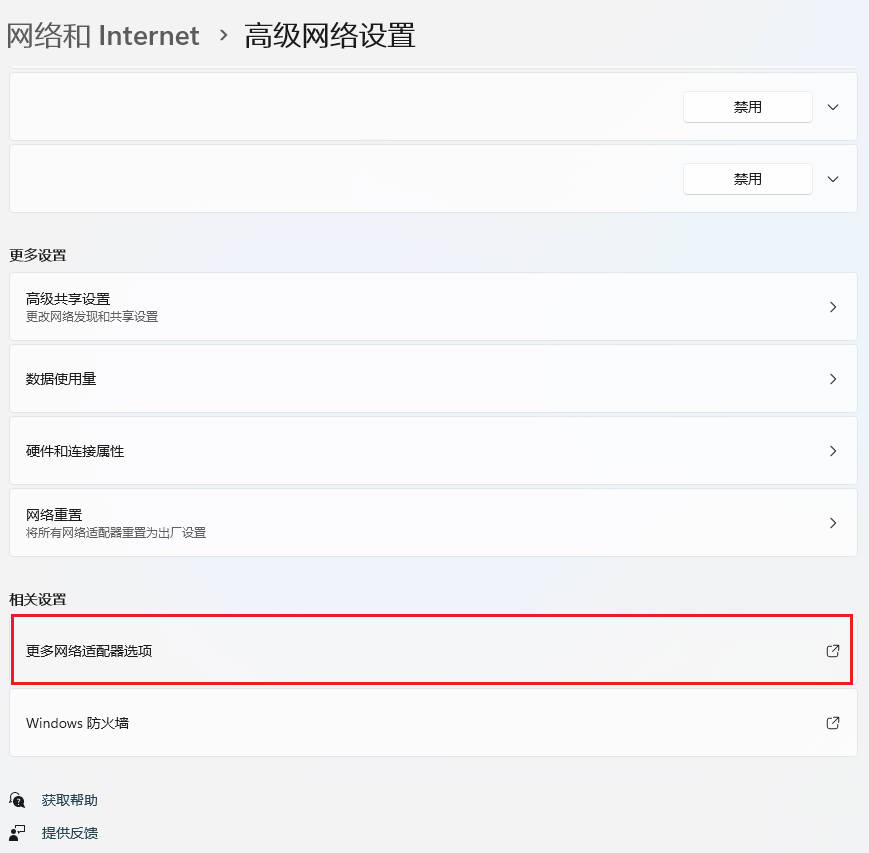 网络和 Internet > 高级网络设置
禁用
禁用
更多设置
高级共享设置
更改网络发现和共享设置
数据使用量
硬件和连接属性
网络重置
将所有网络适配器重置为出厂设置
相关设置
更多网络适配器选项
Windows 防火墙
获取帮助
提供反馈